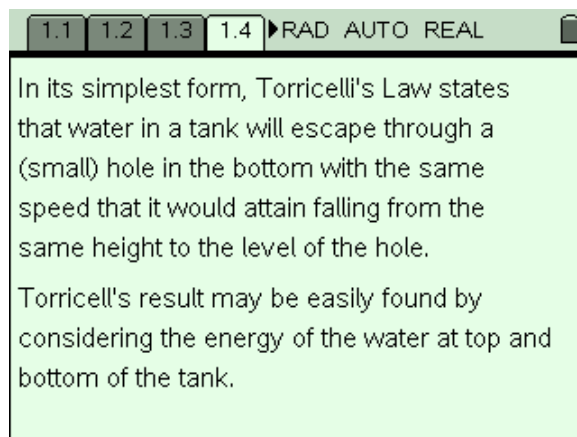 1.1 1.2 1.3 1.4 RAD AUTO REAL
In its simplest form, Torricelli's Law states
that water in a tank will escape through a
(small) hole in the bottom with the same
speed that it would attain falling from the
same height to the level of the hole.
Torricell's result may be easily found by
considering the energy of the water at top and
bottom of the tank.